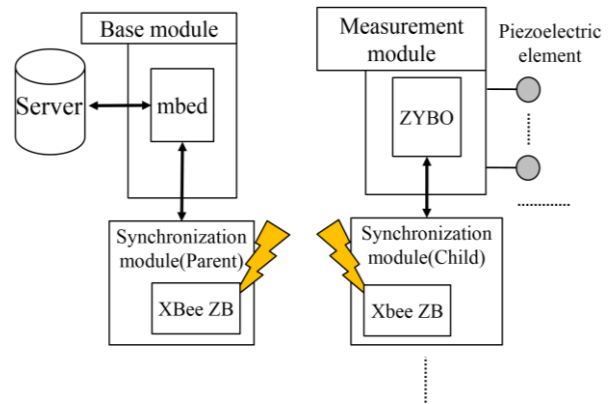 Base module
Server
mbed
Synchronization
module(Parent)
XBee ZB
Measurement
module
Piezoelectric
element
ZYBO
Synchronization
module(Child)
Xbee ZB